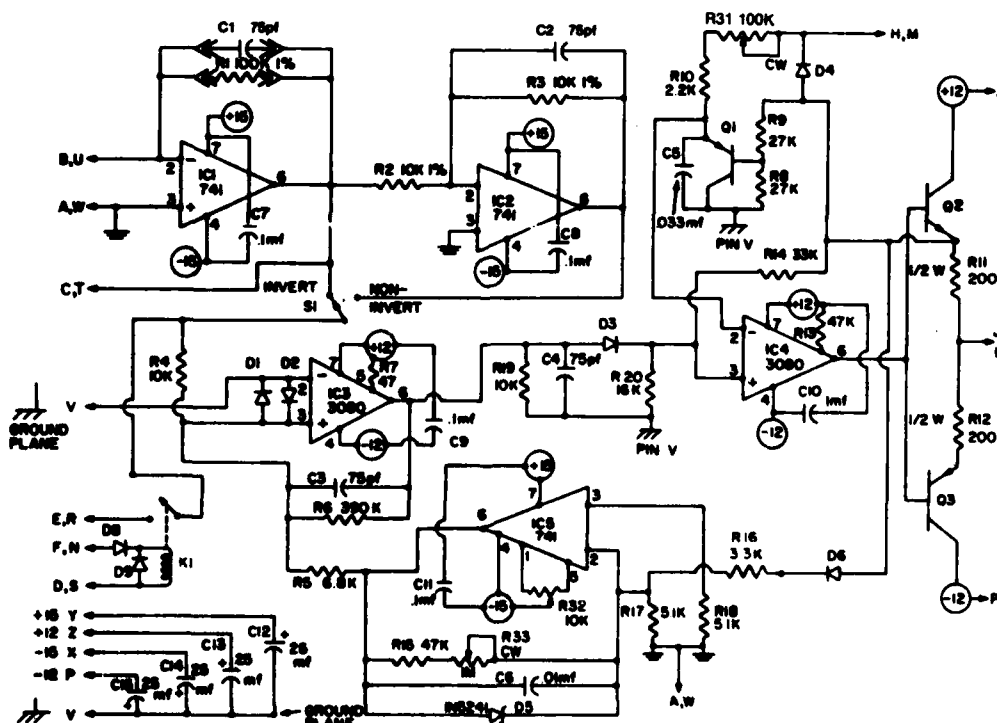 C1 75pf
R1 100K 1%
+15
B,U
2
7
IC1
741
6
A,W
3
4
C7
.1mf
-15
C,T
INVERT
S1
NON-
INVERT
C2 75pf
R3 10K 1%
R2 10K 1%
+15
7
2
IC2
741
6
3
4
C8
.1mf
-15
R31 100K
CW
H,M
R10
2.2K
D4
Q1
R9
27K
C5
.033mf
R8
27K
PIN V
+12
Q2
R14 33K
1/2 W
R11
200
+12
7
2
IC4
3080
47K
R13
6
3
4
C10
.1mf
-12
1/2 W
R12
200
Q3
-12
P
R4
10K
V
GROUND
PLANE
D1
D2
+12
7
5
R7
47
2
IC3
3080
6
3
4
-12
.1mf
C9
R19
10K
C4
75pf
D3
R20
16K
PIN V
C3 75pf
R6 390K
R5 6.8K
E,R
F,N
D8
D9
K1
D,S
+15
7
3
6
IC5
741
4
1
5
2
C11
.1mf
-15
R32
10K
R16
3.3K
D6
R17
5.1K
R18
5.1K
A,W
R15 47K
R33
CW
C6
.01mf
1N5241
D5
+15 Y
+12 Z
-15 X
-12 P
V
C12
25
mf
C13
25
mf
C14
25
mf
25
mf
GROUND
PLANE